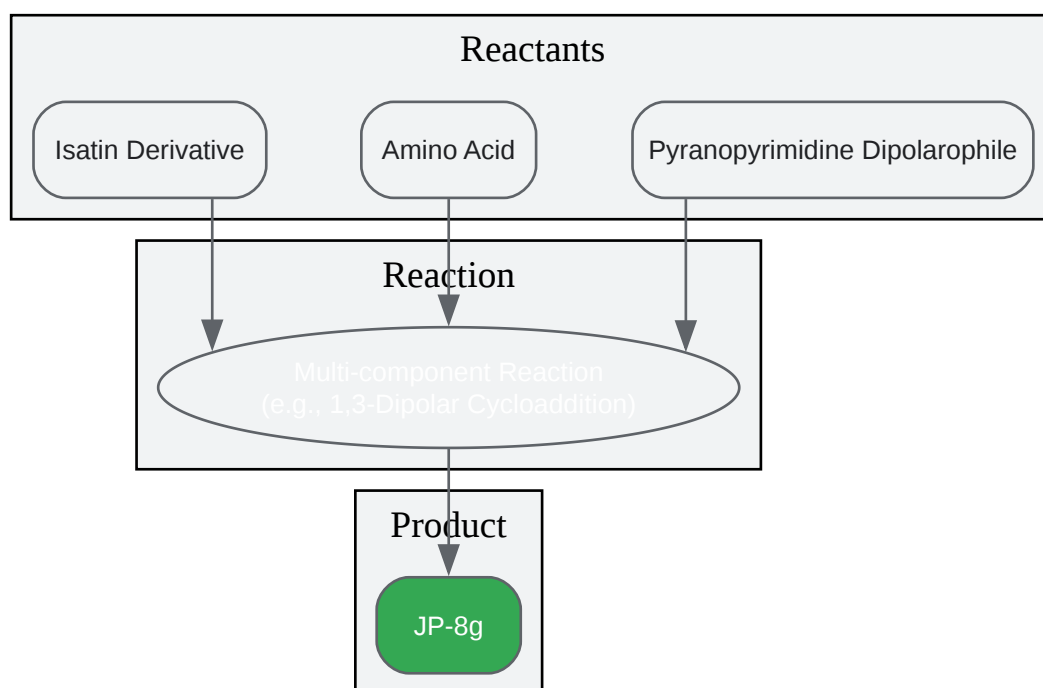 Reactants
Isatin Derivative
Amino Acid
Pyranopyrimidine Dipolarophile
Reaction
Multi-component Reaction
(e.g., 1,3-Dipolar Cycloaddition)
Product
JP-8g